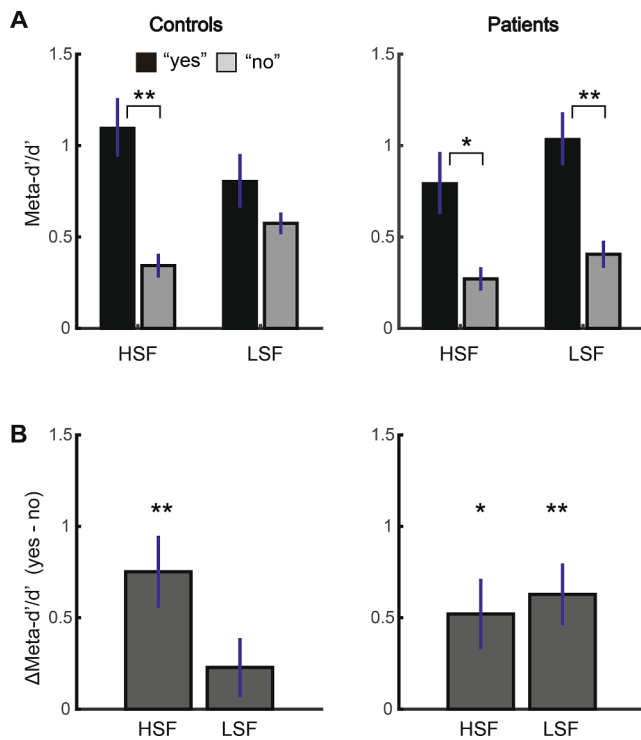 A
Controls
Patients
1.5
1
0.5
0
Meta-d’/d’
“yes” “no”
**
HSF
LSF
1.5
1
0.5
0
*
**
HSF
LSF
B
1.5
1
0.5
0
ΔMeta-d’/d’ (yes - no)
**
HSF
LSF
1.5
1
0.5
0
*
**
HSF
LSF